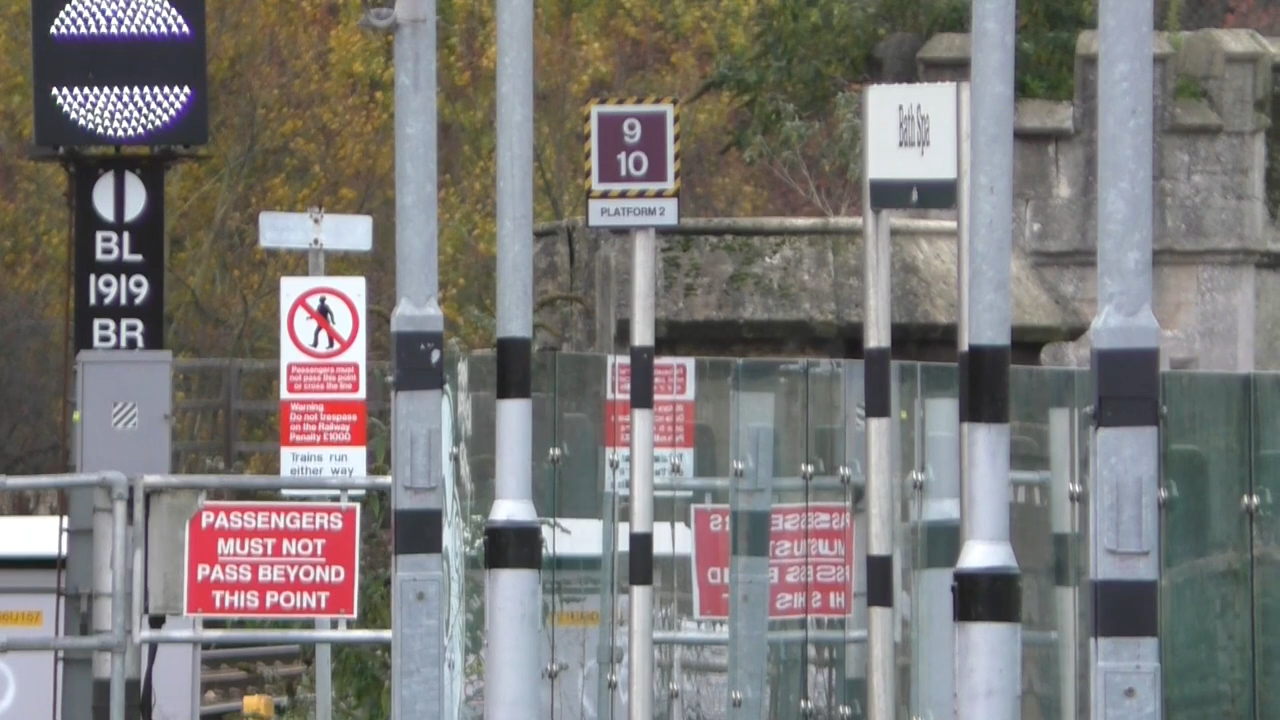 BL
1919
BR
9
10
PLATFORM 2
Bath Spa
Passengers must
not pass this point
or cross the line
Warning
Do not trespass
on the Railway
Penalty £1000
Trains run
either way
PASSENGERS
MUST NOT
PASS BEYOND
THIS POINT